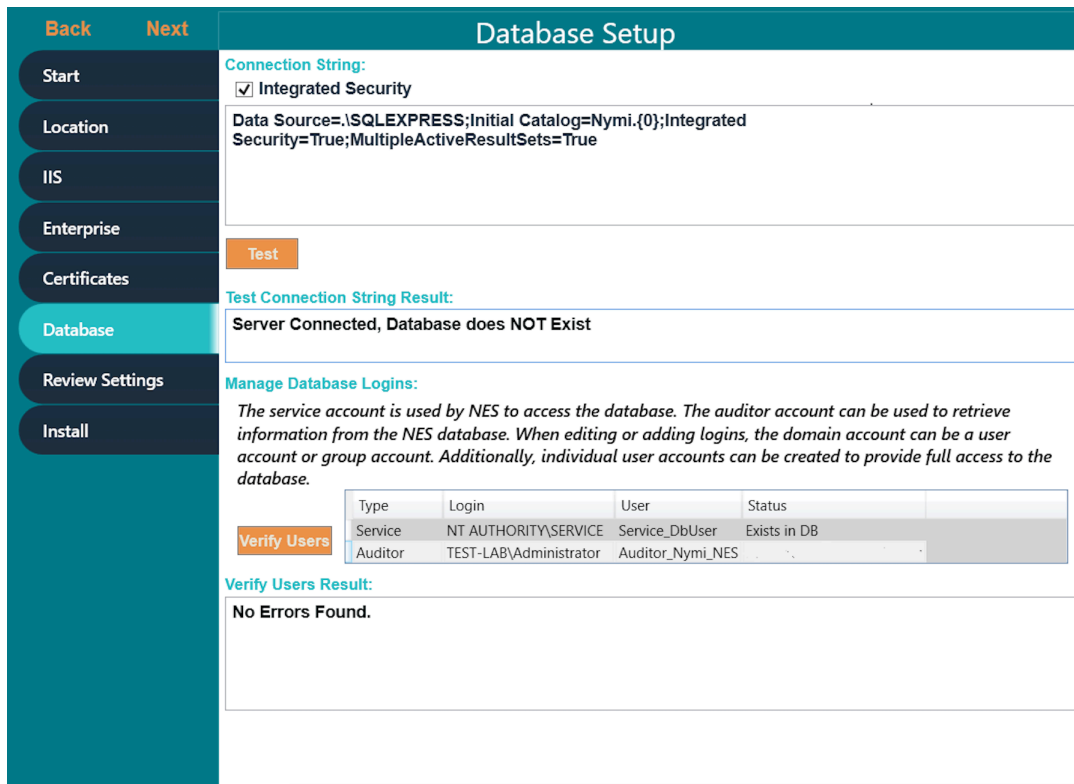 Back Next
Database Setup
Start
Location
IIS
Enterprise
Certificates
Database
Review Settings
Install
Connection String:
Integrated Security
Data Source=.\SQLEXPRESS;Initial Catalog=Nymi.{0};Integrated
Security=True;MultipleActiveResultSets=True
Test
Test Connection String Result:
Server Connected, Database does NOT Exist
Manage Database Logins:
The service account is used by NES to access the database. The auditor account can be used to retrieve
information from the NES database. When editing or adding logins, the domain account can be a user
account or group account. Additionally, individual user accounts can be created to provide full access to the
database.
Verify Users
Type Login User Status
Service NT AUTHORITY\SERVICE Service_DbUser Exists in DB
Auditor TEST-LAB\Administrator Auditor_Nymi_NES
Verify Users Result:
No Errors Found.